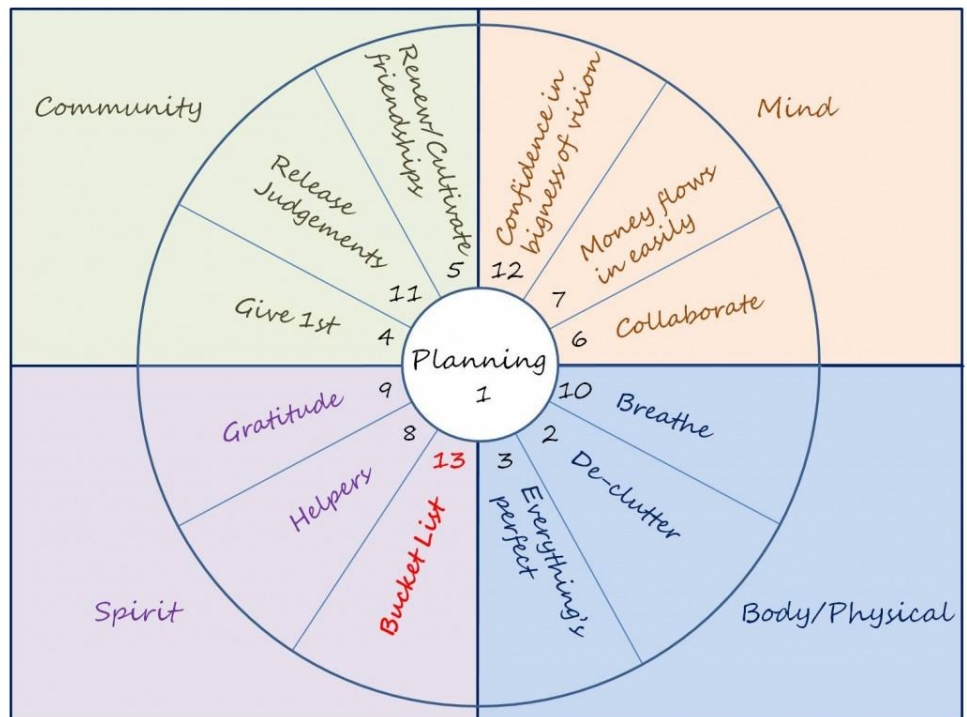 Community
Renew/Cultivate
friendships
5
Release
Judgements
11
Give 1st
4
Mind
Confidence in
bigness of vision
12
Money flows
in easily
7
Collaborate
6
Planning
1
Spirit
Gratitude
9
Helpers
8
Bucket List
13
Body/Physical
Breathe
10
De-clutter
2
Everything's
perfect
3